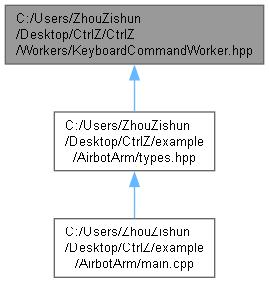 C:/Users/ZhouZishun
/Desktop/CtrlZ/CtrlZ
/Workers/KeyboardCommandWorker.hpp
C:/Users/ZhouZishun
/Desktop/CtrlZ/example
/AirbotArm/types.hpp
C:/Users/ZhouZishun
/Desktop/CtrlZ/example
/AirbotArm/main.cpp